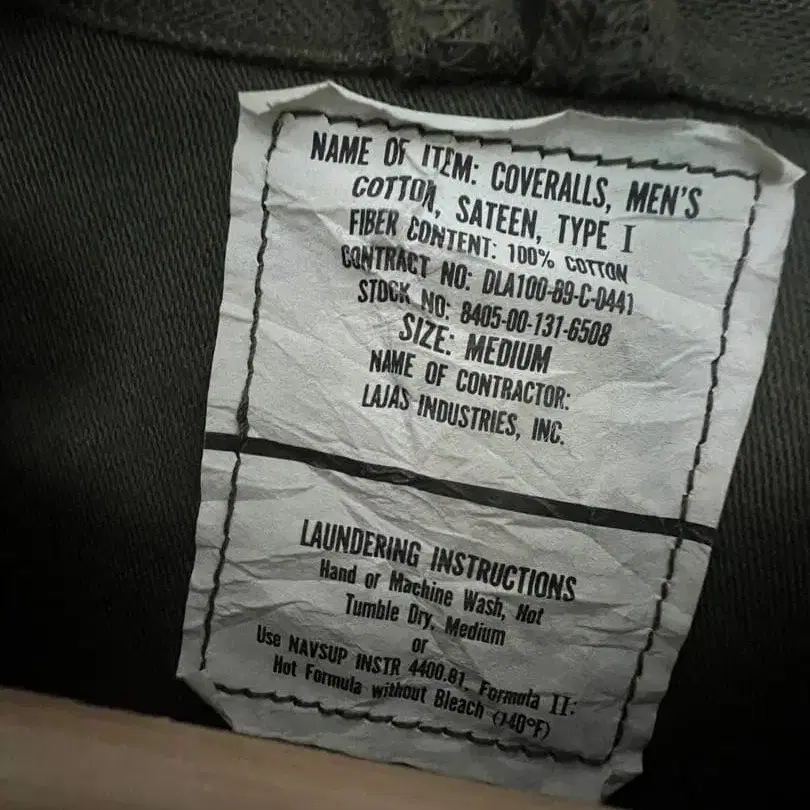 NAME OF ITEM: COVERALLS, MEN'S
COTTON, SATEEN, TYPE I
FIBER CONTENT: 100% COTTON
CONTRACT NO: DLA100-89-C-0441
STOCK NO: 8405-00-131-6508
SIZE: MEDIUM
NAME OF CONTRACTOR:
LAJAS INDUSTRIES, INC.
LAUNDERING INSTRUCTIONS
Hand or Machine Wash, Hot
Tumble Dry, Medium
or
Use NAVSUP INSTR 4400.81, Formula II:
Hot Formula without Bleach (140°F)